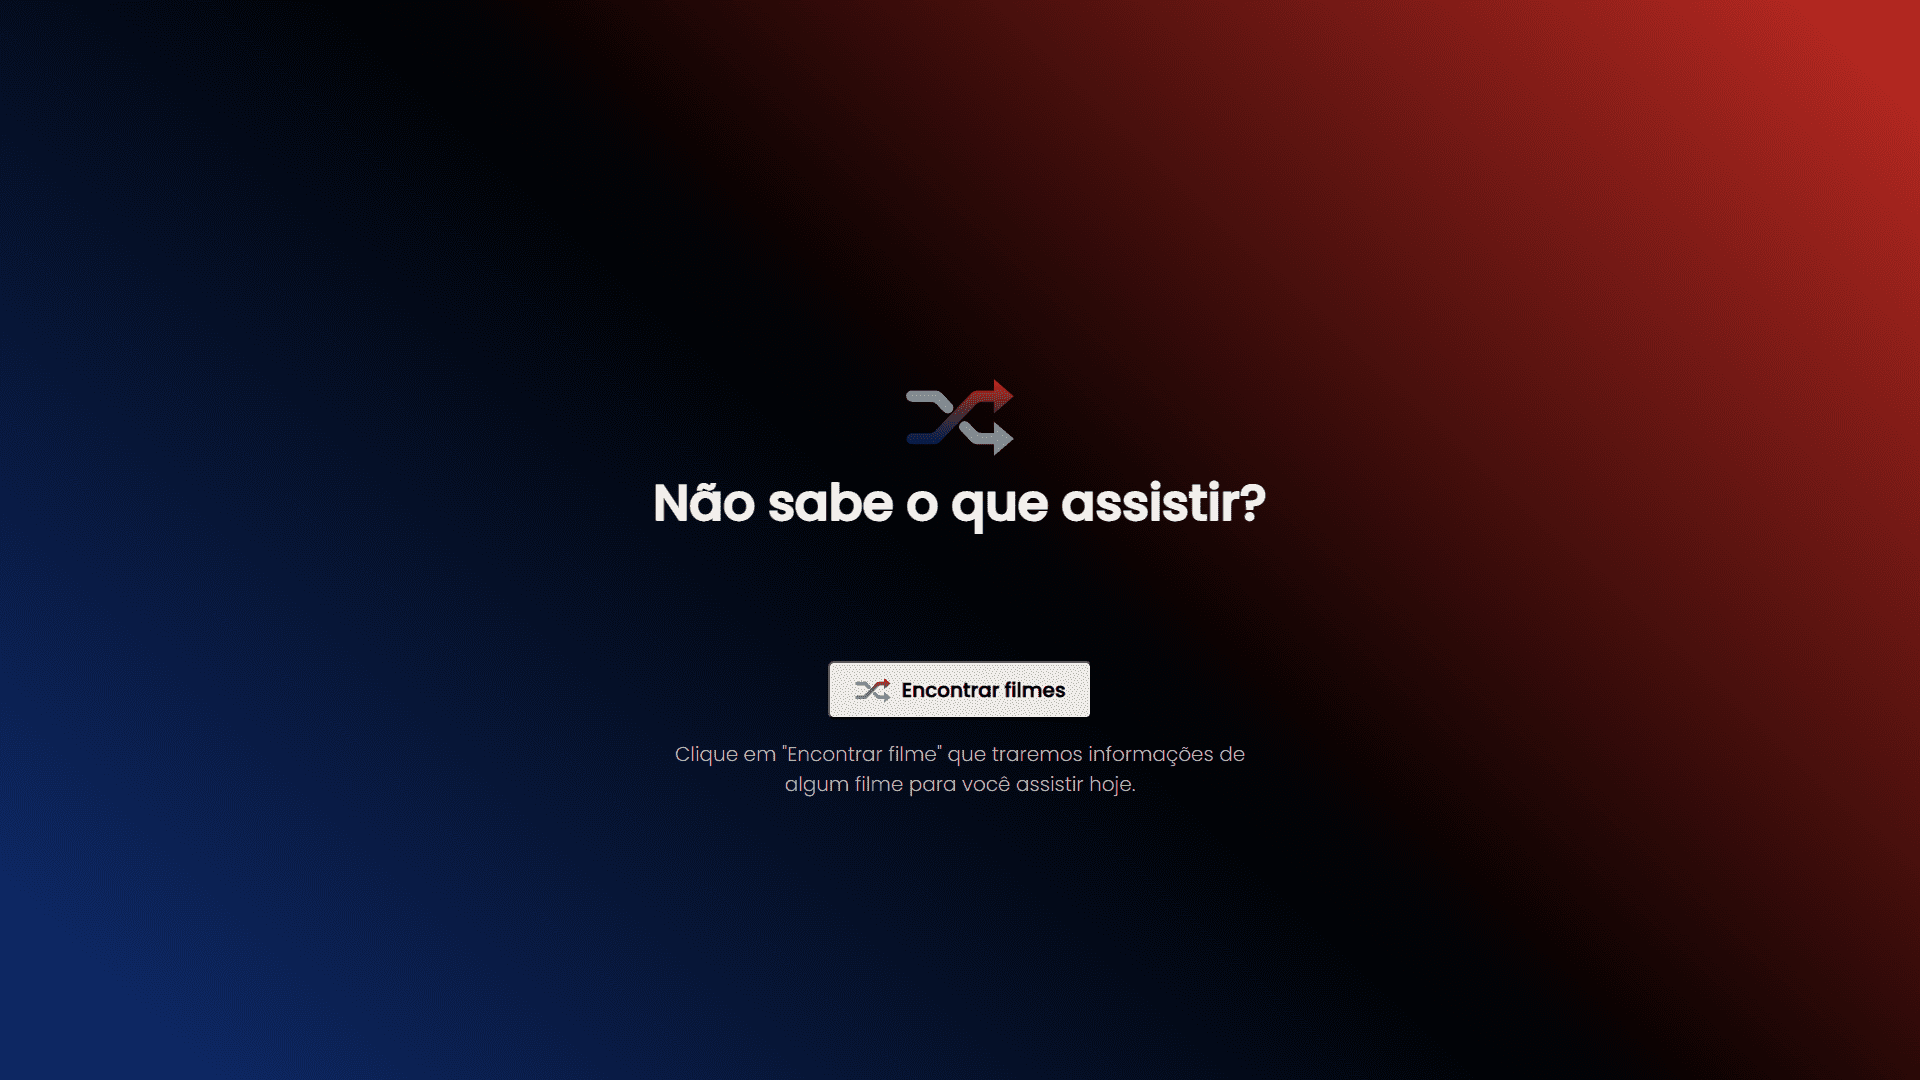 Não sabe o que assistir?
Encontrar filmes
Clique em "Encontrar filme" que traremos informações de
algum filme para você assistir hoje.